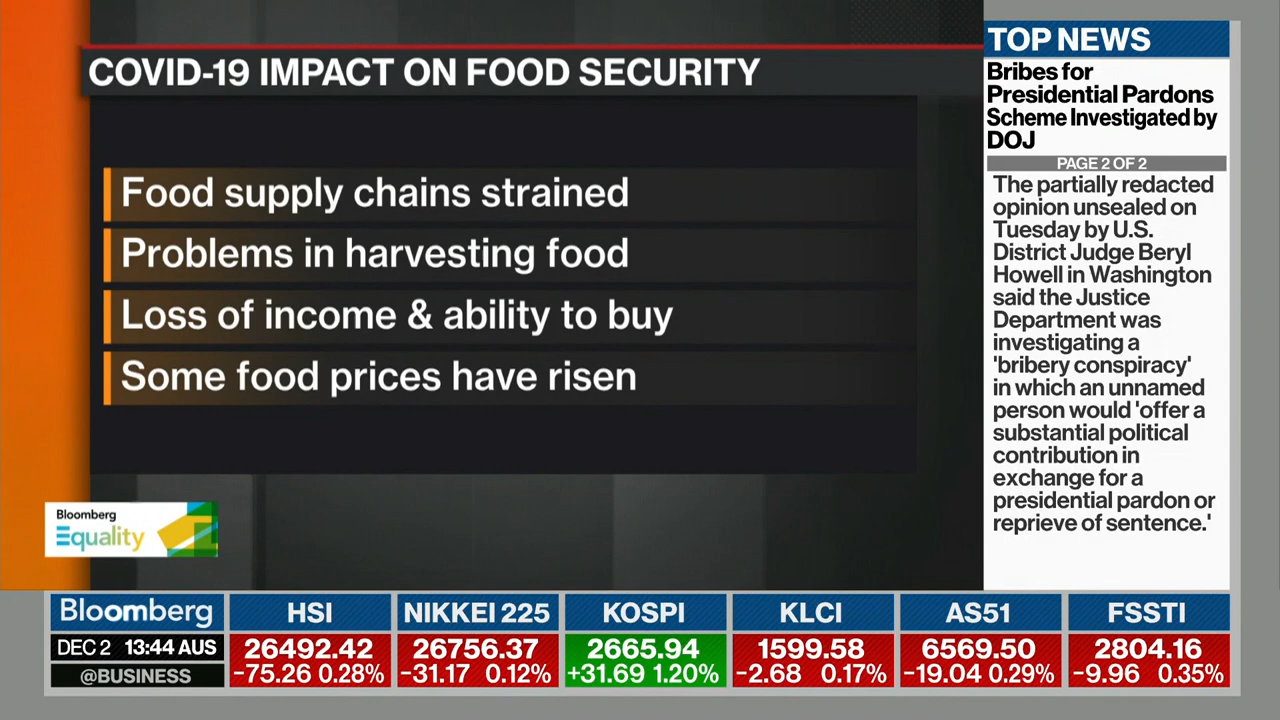 COVID-19 IMPACT ON FOOD SECURITY
Food supply chains strained
Problems in harvesting food
Loss of income & ability to buy
Some food prices have risen
Bloomberg
Equality
TOP NEWS
Bribes for
Presidential Pardons
Scheme Investigated by
DOJ
PAGE 2 OF 2
The partially redacted
opinion unsealed on
Tuesday by U.S.
District Judge Beryl
Howell in Washington
said the Justice
Department was
investigating a
'bribery conspiracy'
in which an unnamed
person would 'offer a
substantial political
contribution in
exchange for a
presidential pardon or
reprieve of sentence.'
Bloomberg HSI NIKKEI 225 KOSPI KLCI AS51 FSSTI
DEC 2 13:44 AUS 26492.42 26756.37 2665.94 1599.58 6569.50 2804.16
@BUSINESS -75.26 0.28% -31.17 0.12% +31.69 1.20% -2.68 0.17% -19.04 0.29% -9.96 0.35%